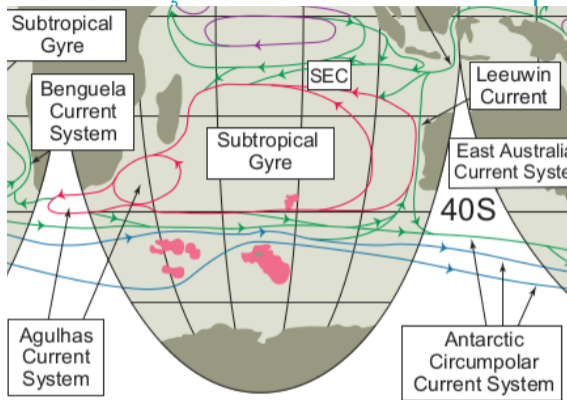 Subtropical
Gyre
Benguela
Current
System
SEC
Leeuwin
Current
Subtropical
Gyre
East Australia
Current Syste
40S
Agulhas
Current
System
Antarctic
Circumpolar
Current System